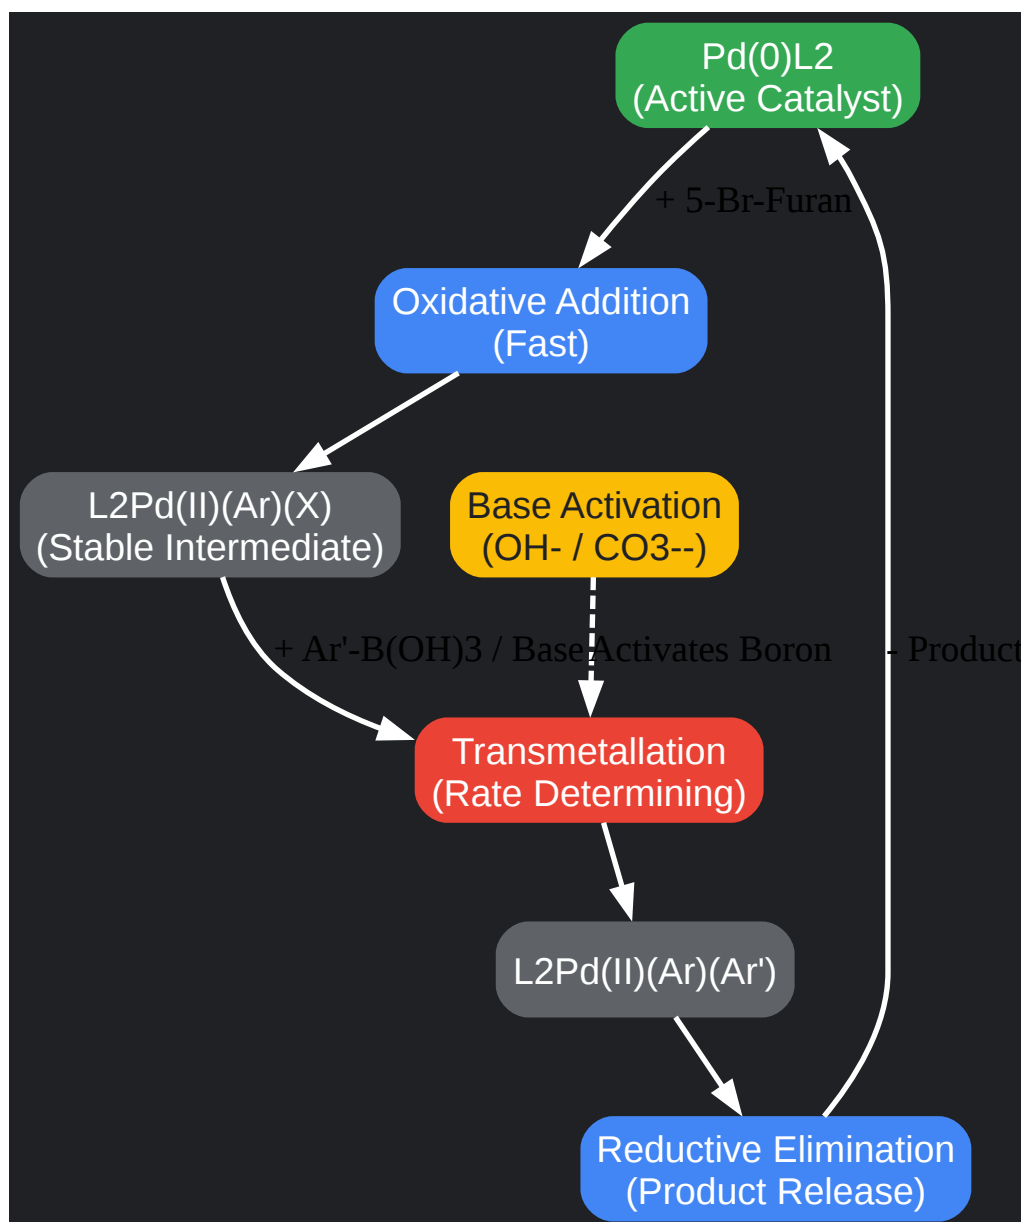 Pd(0)L2
(Active Catalyst)
+ 5-Br-Furan
Oxidative Addition
(Fast)
L2Pd(II)(Ar)(X)
(Stable Intermediate)
Base Activation
(OH- / CO3--)
+ Ar'-B(OH)3 / Base Activates Boron
- Product
Transmetallation
(Rate Determining)
L2Pd(II)(Ar)(Ar')
Reductive Elimination
(Product Release)